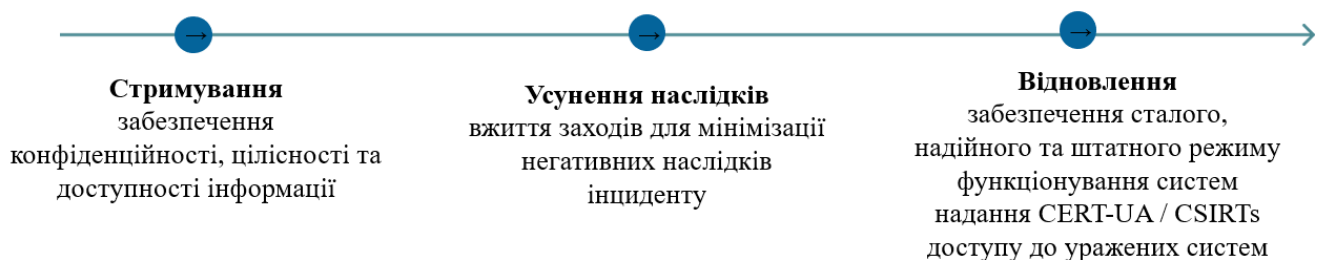 → → →
Стримування
забезпечення
конфіденційності, цілісності та
доступності інформації
Усунення наслідків
вжиття заходів для мінімізації
негативних наслідків
інциденту
Відновлення
забезпечення сталого,
надійного та штатного режиму
функціонування систем
надання CERT-UA / CSIRTs
доступу до уражених систем